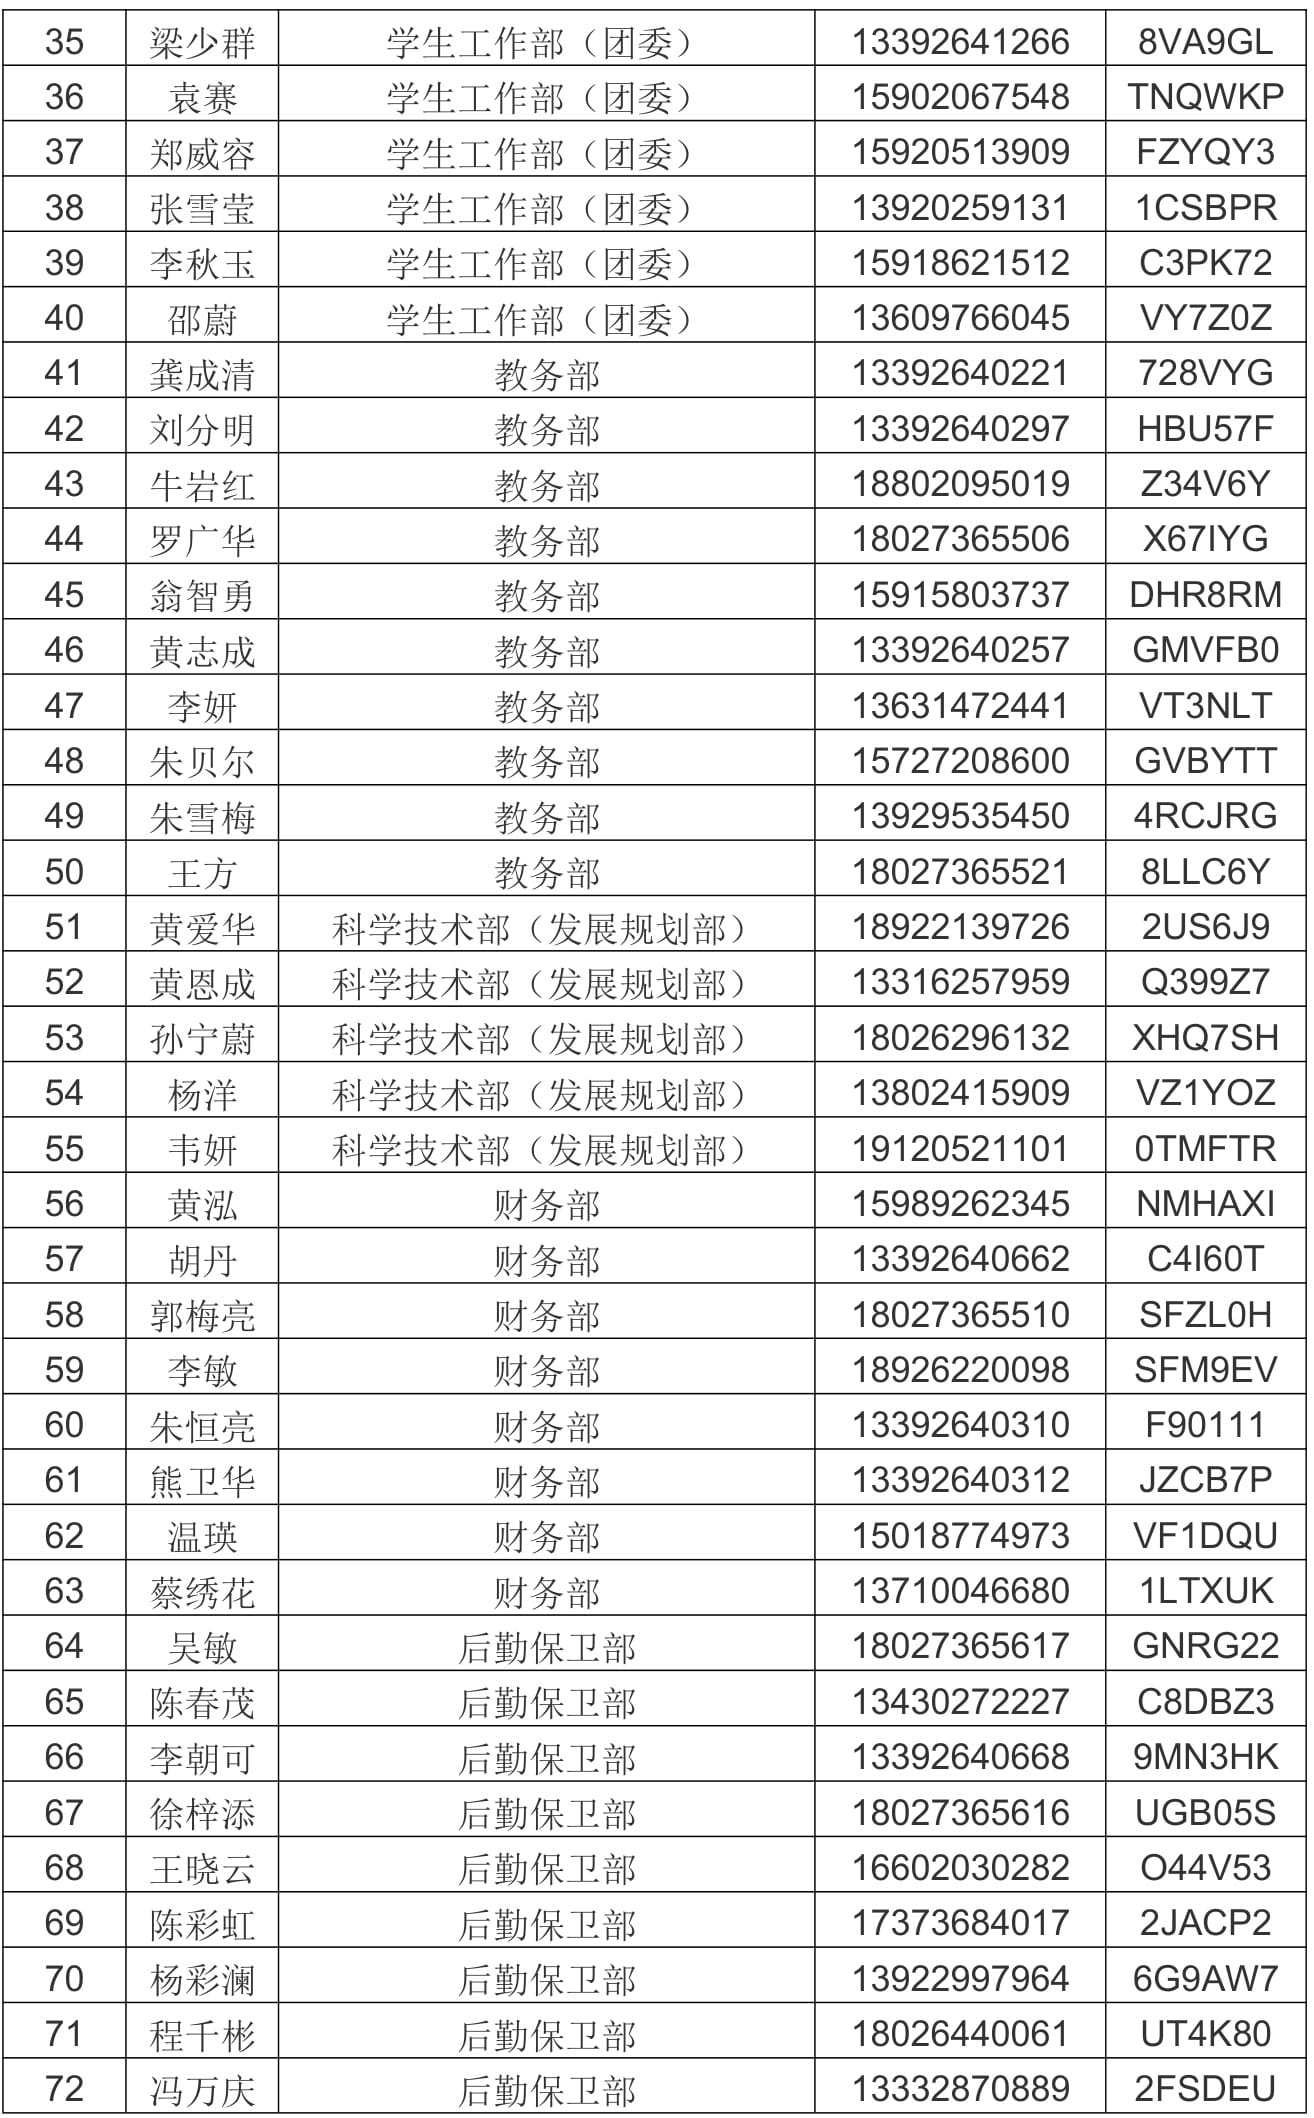 35 梁少群 学生工作部（团委） 13392641266 8VA9GL
36 袁赛 学生工作部（团委） 15902067548 TNQWKP
37 郑威容 学生工作部（团委） 15920513909 FZYQY3
38 张雪莹 学生工作部（团委） 13920259131 1CSBPR
39 李秋玉 学生工作部（团委） 15918621512 C3PK72
40 邵蔚 学生工作部（团委） 13609766045 VY7Z0Z
41 龚成清 教务部 13392640221 728VYG
42 刘分明 教务部 13392640297 HBU57F
43 牛岩红 教务部 18802095019 Z34V6Y
44 罗广华 教务部 18027365506 X67IYG
45 翁智勇 教务部 15915803737 DHR8RM
46 黄志成 教务部 13392640257 GMVFB0
47 李妍 教务部 13631472441 VT3NLT
48 朱贝尔 教务部 15727208600 GVBYTT
49 朱雪梅 教务部 13929535450 4RCJRG
50 王方 教务部 18027365521 8LLC6Y
51 黄爱华 科学技术部（发展规划部） 18922139726 2US6J9
52 黄恩成 科学技术部（发展规划部） 13316257959 Q399Z7
53 孙宁蔚 科学技术部（发展规划部） 18026296132 XHQ7SH
54 杨洋 科学技术部（发展规划部） 13802415909 VZ1YOZ
55 韦妍 科学技术部（发展规划部） 19120521101 0TMFTR
56 黄泓 财务部 15989262345 NMHAXI
57 胡丹 财务部 13392640662 C4I60T
58 郭梅亮 财务部 18027365510 SFZL0H
59 李敏 财务部 18926220098 SFM9EV
60 朱恒亮 财务部 13392640310 F90111
61 熊卫华 财务部 13392640312 JZCB7P
62 温瑛 财务部 15018774973 VF1DQU
63 蔡绣花 财务部 13710046680 1LTXUK
64 吴敏 后勤保卫部 18027365617 GNRG22
65 陈春茂 后勤保卫部 13430272227 C8DBZ3
66 李朝可 后勤保卫部 13392640668 9MN3HK
67 徐梓添 后勤保卫部 18027365616 UGB05S
68 王晓云 后勤保卫部 16602030282 O44V53
69 陈彩虹 后勤保卫部 17373684017 2JACP2
70 杨彩澜 后勤保卫部 13922997964 6G9AW7
71 程千彬 后勤保卫部 18026440061 UT4K80
72 冯万庆 后勤保卫部 13332870889 2FSDEU